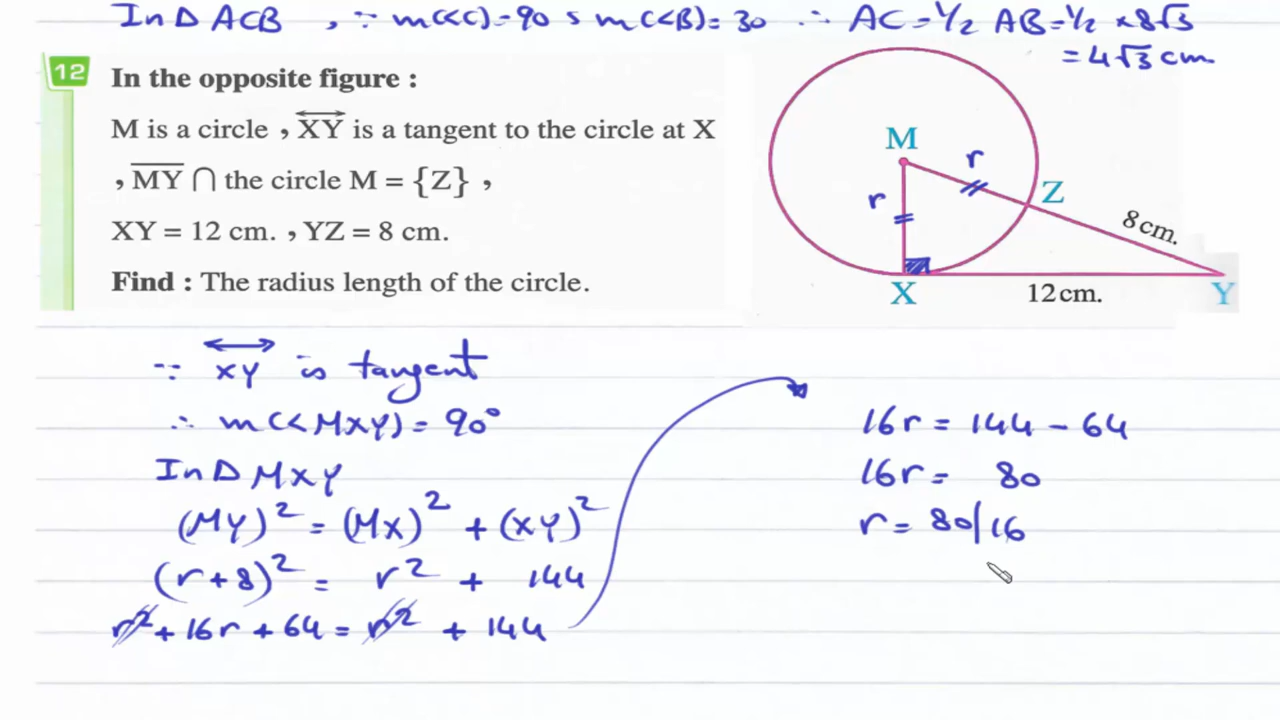 In Δ ACB , ∵ m(<C)=90 , m(<B)=30 ∴ AC=1/2 AB=1/2 ×8√3
=4√3 cm
12 In the opposite figure :
M is a circle , XY is a tangent to the circle at X
, MY ∩ the circle M = {Z} ,
XY = 12 cm. , YZ = 8 cm.
Find : The radius length of the circle.
M
r
r
Z
8 cm.
X
12 cm.
Y
∵ XY is tangent
∴ m(<MXY)=90°
In Δ MXY
(MY)² = (MX)² + (XY)²
(r+8)² = r² + 144
r² + 16r + 64 = r² + 144
16r = 144 - 64
16r = 80
r = 80/16